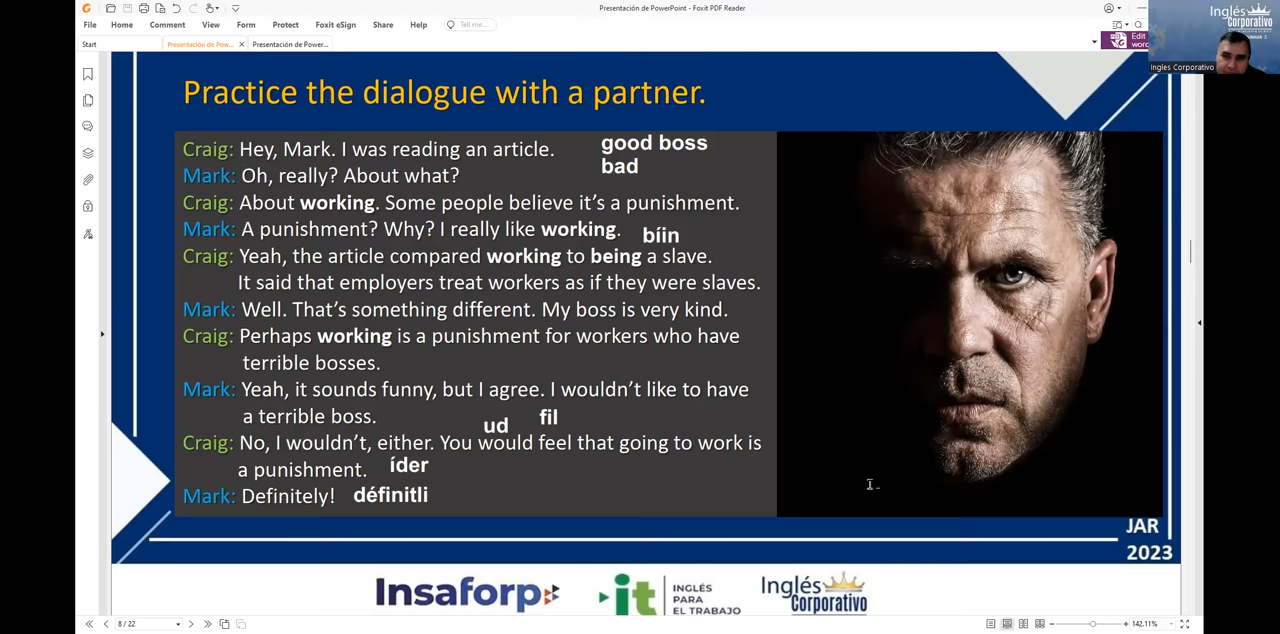 Presentación de PowerPoint - Foxit PDF Reader
File Home Comment View Form Protect Foxit eSign Share Help Tell me...
Start Presentación de Pow... Presentación de Power...
Edit
Inglés
Corporativo
Ingles Corporativo
Practice the dialogue with a partner.
Craig: Hey, Mark. I was reading an article.
good boss
bad
Mark: Oh, really? About what?
Craig: About working. Some people believe it's a punishment.
Mark: A punishment? Why? I really like working.
bíin
Craig: Yeah, the article compared working to being a slave.
It said that employers treat workers as if they were slaves.
Mark: Well. That's something different. My boss is very kind.
Craig: Perhaps working is a punishment for workers who have
terrible bosses.
Mark: Yeah, it sounds funny, but I agree. I wouldn't like to have
a terrible boss.
ud fil
Craig: No, I wouldn't, either. You would feel that going to work is
a punishment.
íder
Mark: Definitely!
définitli
JAR
2023
Insaforp
it
INGLÉS
PARA
EL TRABAJO
Inglés
Corporativo
8 / 22
142.11%